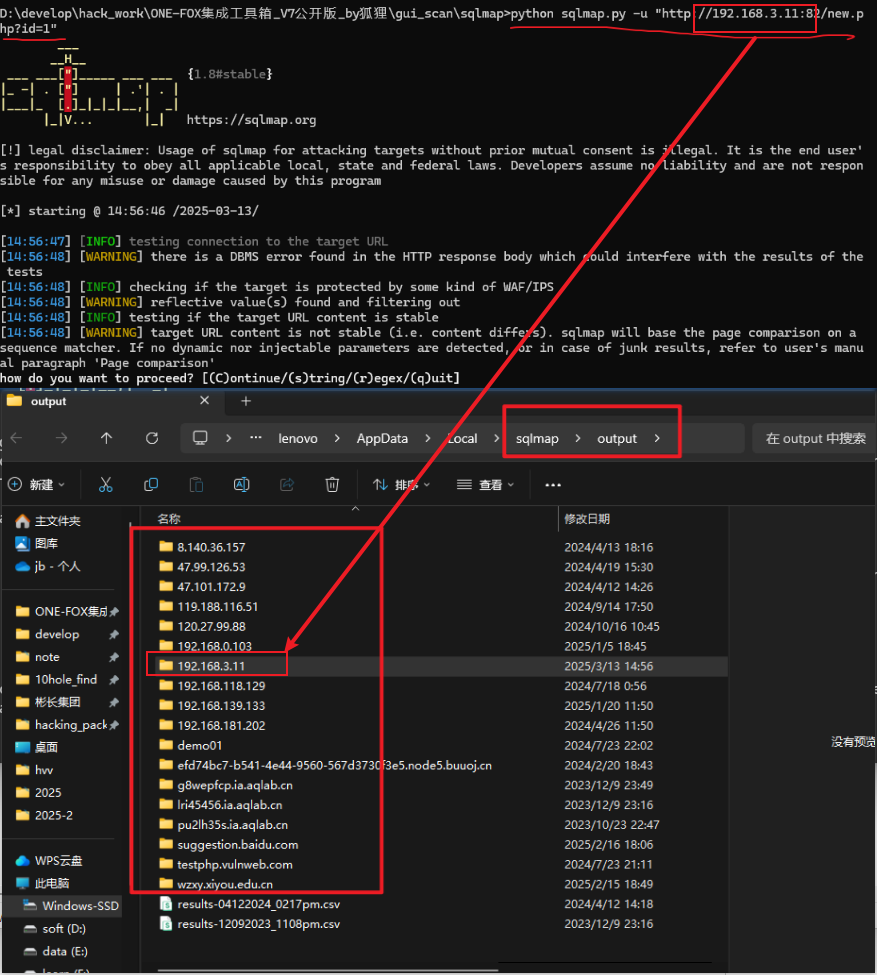 D:\develop\hack_work\ONE-FOX集成工具箱_V7公开版_by狐狸\gui_scan\sqlmap>python sqlmap.py -u "http://192.168.3.11:82/new.p
hp?id=1"
{1.8#stable}
https://sqlmap.org
[!] legal disclaimer: Usage of sqlmap for attacking targets without prior mutual consent is illegal. It is the end user'
s responsibility to obey all applicable local, state and federal laws. Developers assume no liability and are not respon
sible for any misuse or damage caused by this program
[*] starting @ 14:56:46 /2025-03-13/
[14:56:47] [INFO] testing connection to the target URL
[14:56:48] [WARNING] there is a DBMS error found in the HTTP response body which could interfere with the results of the
tests
[14:56:48] [INFO] checking if the target is protected by some kind of WAF/IPS
[14:56:48] [WARNING] reflective value(s) found and filtering out
[14:56:48] [INFO] testing if the target URL content is stable
[14:56:48] [WARNING] target URL content is not stable (i.e. content differs). sqlmap will base the page comparison on a
sequence matcher. If no dynamic nor injectable parameters are detected, or in case of junk results, refer to user's manu
al paragraph 'Page comparison'
how do you want to proceed? [(C)ontinue/(s)tring/(r)egex/(q)uit]
output
lenovo > AppData > Local > sqlmap > output >
在 output 中搜索
新建 排序 查看
名称 修改日期
主文件夹
图库
jb - 个人
ONE-FOX集成
develop
note
10hole_find
彬长集团
hacking_pack
桌面
hvv
2025
2025-2
WPS云盘
此电脑
Windows-SSD
soft (D:)
data (E:)
8.140.36.157 2024/4/13 18:16
47.99.126.53 2024/4/19 15:30
47.101.172.9 2024/4/12 14:26
119.188.116.51 2024/9/14 17:50
120.27.99.88 2024/10/16 10:45
192.168.0.103 2025/1/5 18:45
192.168.3.11 2025/3/13 14:56
192.168.118.129 2024/7/18 0:56
192.168.139.133 2025/1/20 11:50
192.168.181.202 2024/4/26 11:50
demo01 2024/7/23 22:02
efd74bc7-b541-4e44-9560-567d3730f3e5.node5.buuoj.cn 2024/2/20 18:43
g8wepfcp.ia.aqlab.cn 2023/12/9 23:49
lri45456.ia.aqlab.cn 2023/12/9 23:16
pu2lh35s.ia.aqlab.cn 2023/10/23 22:47
suggestion.baidu.com 2025/2/16 18:06
testphp.vulnweb.com 2024/7/23 21:11
wzxy.xiyou.edu.cn 2025/2/15 18:49
results-04122024_0217pm.csv 2024/4/12 14:18
results-12092023_1108pm.csv 2023/12/9 23:16
没有预览